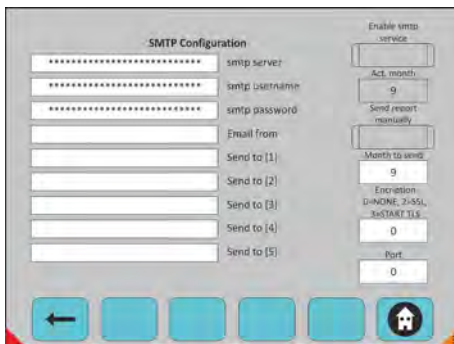 SMTP Configuration
*************************** smtp server
*************************** smtp username
*************************** smtp password
Email from
Send to [1]
Send to [2]
Send to [3]
Send to [4]
Send to [5]
Enable smtp
service
Act. month
9
Send report
manually
Month to send
9
Encription
0=NONE, 2=SSL,
3=START TLS
0
Port
0